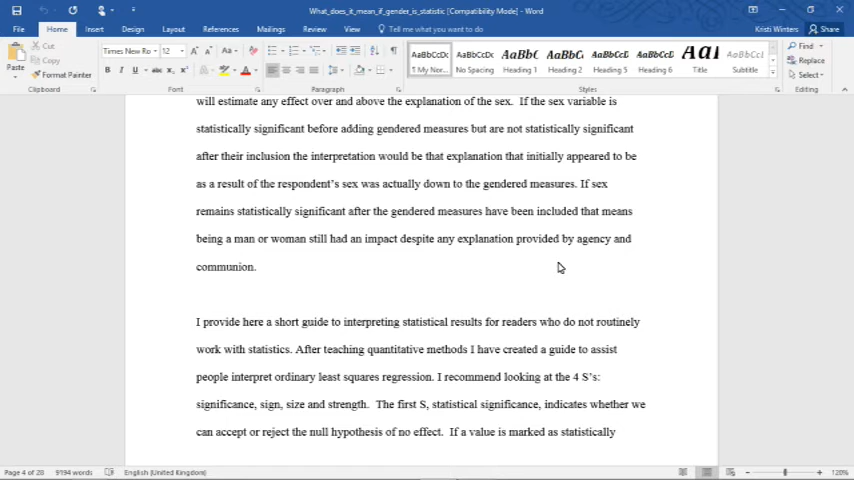 What_does_it_mean_if_gender_is_statistic [Compatibility Mode] - Word
Kristi Winters
Share
File Home Insert Design Layout References Mailings Review View Tell me what you want to do
Cut
Copy
Format Painter
Paste
Clipboard
Times New Ro 12
Font
Paragraph
AaBbCcDc AaBbCcDc AaBbC AaBbCcD AaBbCcD AaBbCcD AaI AaBbCcI
¶ My Nor... No Spacing Heading 1 Heading 2 Heading 5 Heading 6 Title Subtitle
Styles
Find
Replace
Select
Editing
will estimate any effect over and above the explanation of the sex. If the sex variable is
statistically significant before adding gendered measures but are not statistically significant
after their inclusion the interpretation would be that explanation that initially appeared to be
as a result of the respondent's sex was actually down to the gendered measures. If sex
remains statistically significant after the gendered measures have been included that means
being a man or woman still had an impact despite any explanation provided by agency and
communion.
I provide here a short guide to interpreting statistical results for readers who do not routinely
work with statistics. After teaching quantitative methods I have created a guide to assist
people interpret ordinary least squares regression. I recommend looking at the 4 S's:
significance, sign, size and strength. The first S, statistical significance, indicates whether we
can accept or reject the null hypothesis of no effect. If a value is marked as statistically
Page 4 of 28 9194 words English (United Kingdom) 120%